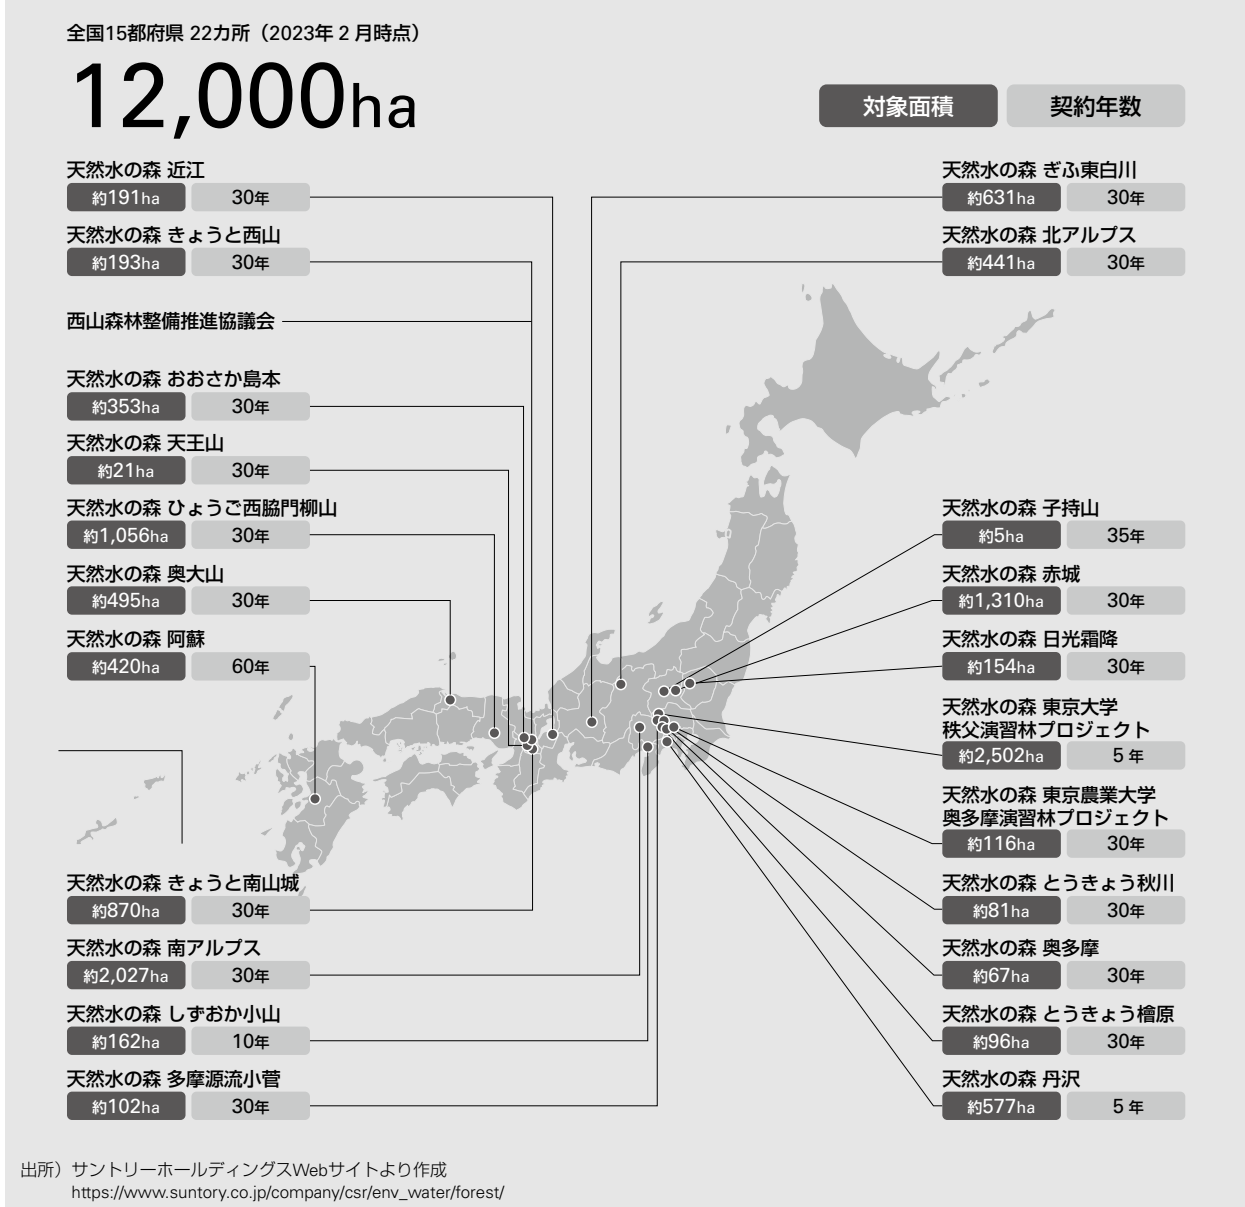 全国15都府県 22カ所（2023年2月時点）
12,000ha
対象面積 契約年数
天然水の森 近江
約191ha 30年
天然水の森 きょうと西山
約193ha 30年
西山森林整備推進協議会
天然水の森 おおさか島本
約353ha 30年
天然水の森 天王山
約21ha 30年
天然水の森 ひょうご西脇門柳山
約1,056ha 30年
天然水の森 奥大山
約495ha 30年
天然水の森 阿蘇
約420ha 60年
天然水の森 きょうと南山城
約870ha 30年
天然水の森 南アルプス
約2,027ha 30年
天然水の森 しずおか小山
約162ha 10年
天然水の森 多摩源流小菅
約102ha 30年
天然水の森 ぎふ東白川
約631ha 30年
天然水の森 北アルプス
約441ha 30年
天然水の森 子持山
約5ha 35年
天然水の森 赤城
約1,310ha 30年
天然水の森 日光霜降
約154ha 30年
天然水の森 東京大学
秩父演習林プロジェクト
約2,502ha 5年
天然水の森 東京農業大学
奥多摩演習林プロジェクト
約116ha 30年
天然水の森 とうきょう秋川
約81ha 30年
天然水の森 奥多摩
約67ha 30年
天然水の森 とうきょう檜原
約96ha 30年
天然水の森 丹沢
約577ha 5年
出所）サントリーホールディングスWebサイトより作成
https://www.suntory.co.jp/company/csr/env_water/forest/